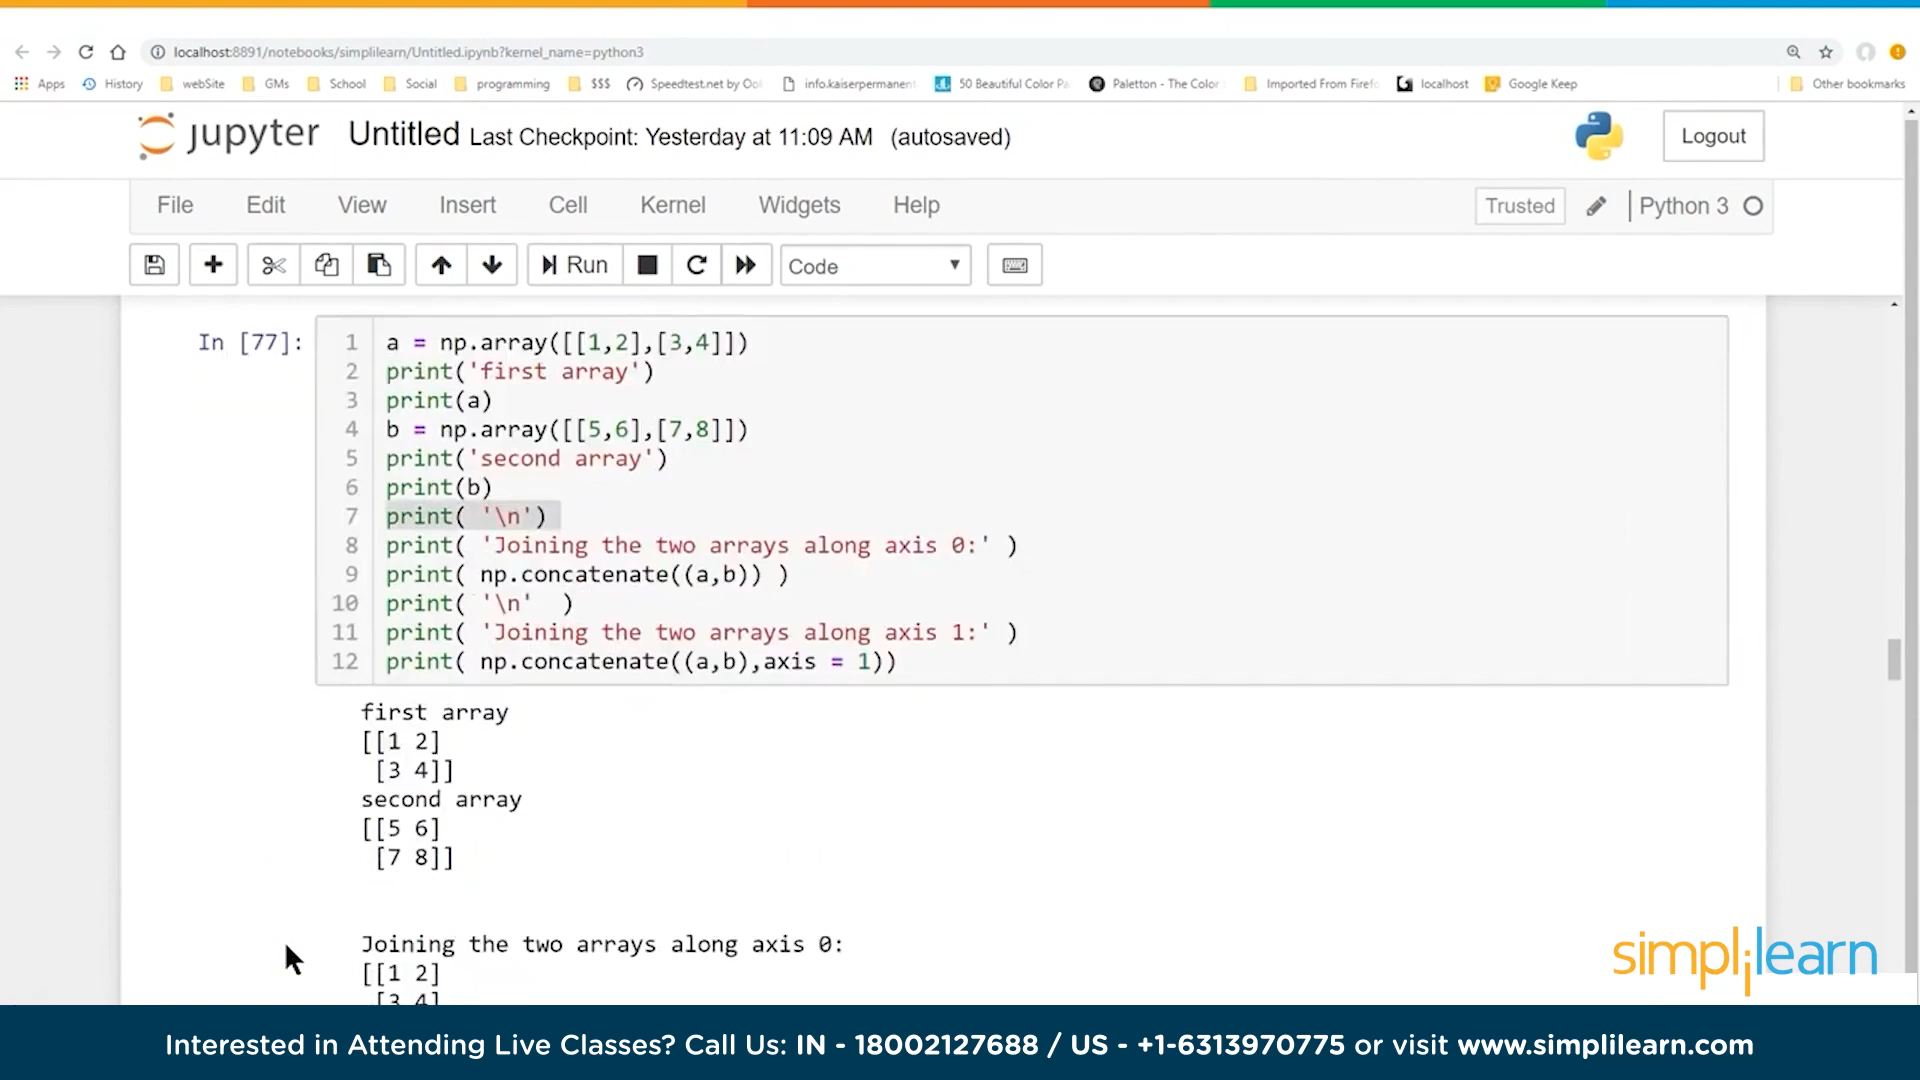 localhost:8891/notebooks/simplilearn/Untitled.ipynb?kernel_name=python3
Apps History webSite GMs School Social programming $$$ Speedtest.net by Ool info.kaiserpermanent 50 Beautiful Color Pa Paletton - The Color Imported From Firefo localhost Google Keep Other bookmarks
jupyter Untitled Last Checkpoint: Yesterday at 11:09 AM (autosaved) Logout
File Edit View Insert Cell Kernel Widgets Help Trusted Python 3
Run Code
In [77]:
1 a = np.array([[1,2],[3,4]])
2 print('first array')
3 print(a)
4 b = np.array([[5,6],[7,8]])
5 print('second array')
6 print(b)
7 print( '\n')
8 print( 'Joining the two arrays along axis 0:' )
9 print( np.concatenate((a,b)) )
10 print( '\n'  )
11 print( 'Joining the two arrays along axis 1:' )
12 print( np.concatenate((a,b),axis = 1))
first array
[[1 2]
 [3 4]]
second array
[[5 6]
 [7 8]]
Joining the two arrays along axis 0:
[[1 2]
 [3 4]
simplilearn
Interested in Attending Live Classes? Call Us: IN - 18002127688 / US - +1-6313970775 or visit www.simplilearn.com